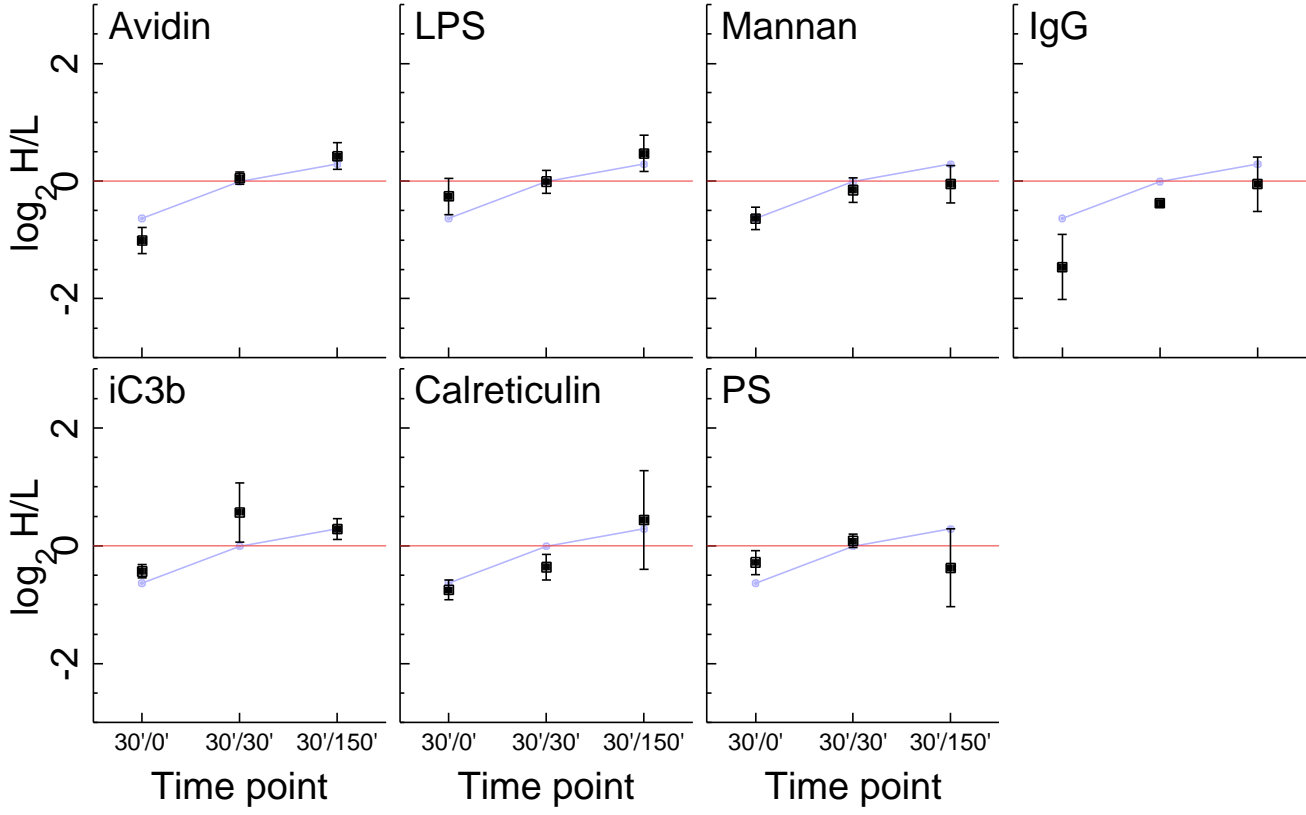 Avidin
LPS
Mannan
IgG
log2 H/L
2
0
-2
iC3b
Calreticulin
PS
log2 H/L
2
0
-2
30'/0' 30'/30' 30'/150'
30'/0' 30'/30' 30'/150'
30'/0' 30'/30' 30'/150'
Time point
Time point
Time point